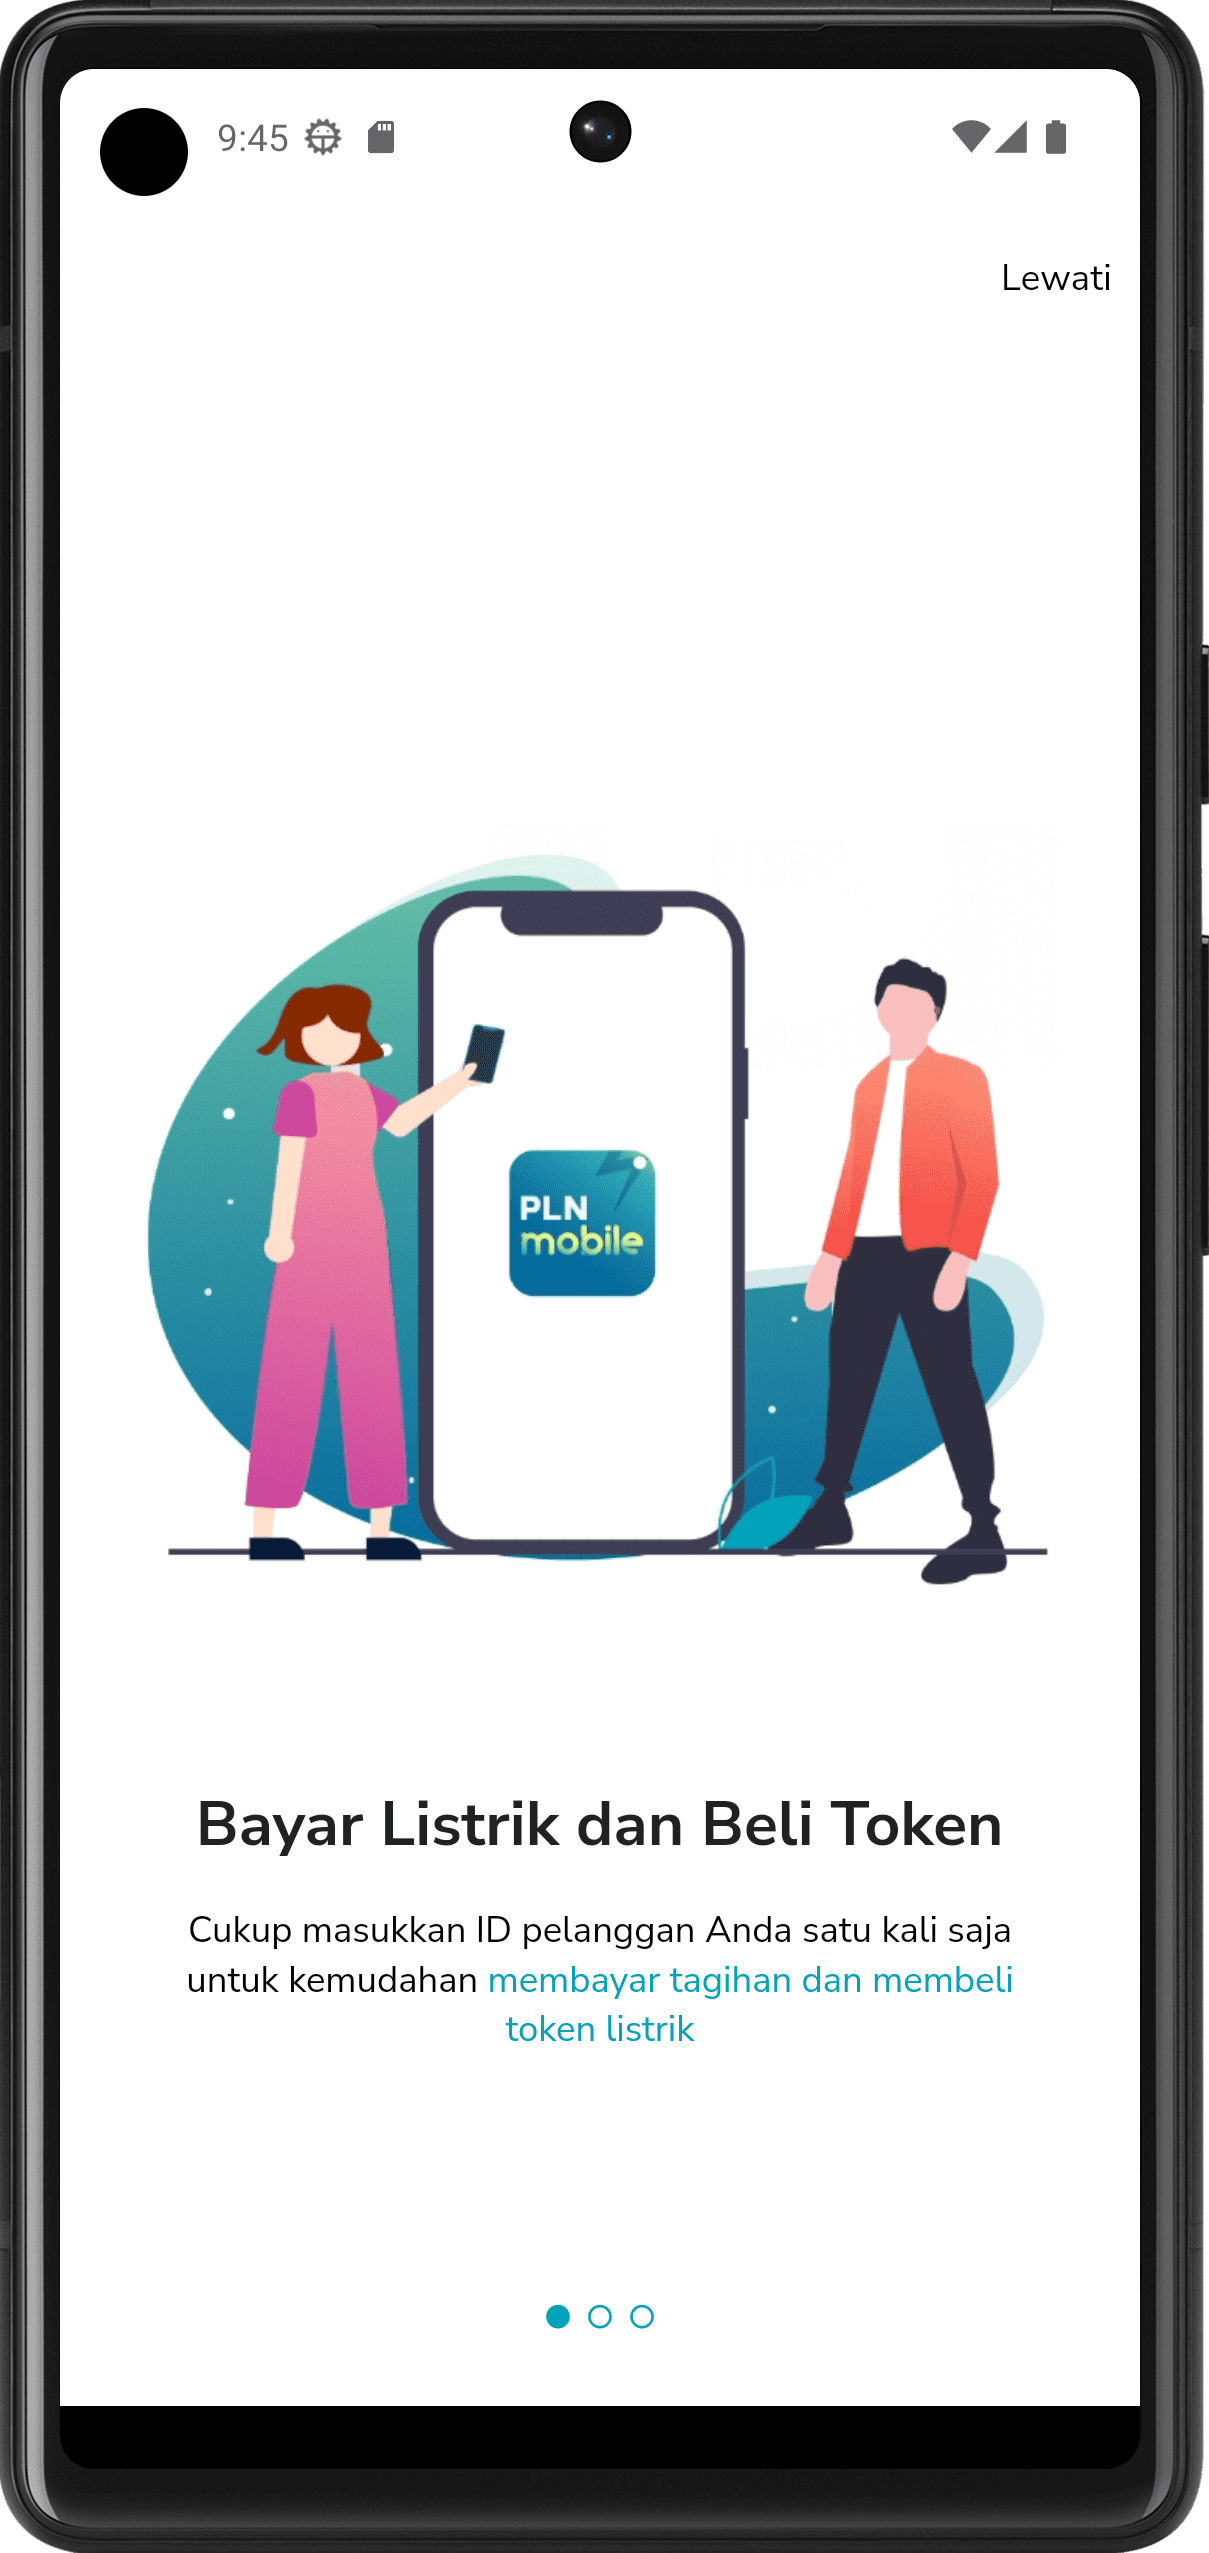 9:45
Lewati
PLN
mobile
Bayar Listrik dan Beli Token
Cukup masukkan ID pelanggan Anda satu kali saja
untuk kemudahan membayar tagihan dan membeli
token listrik